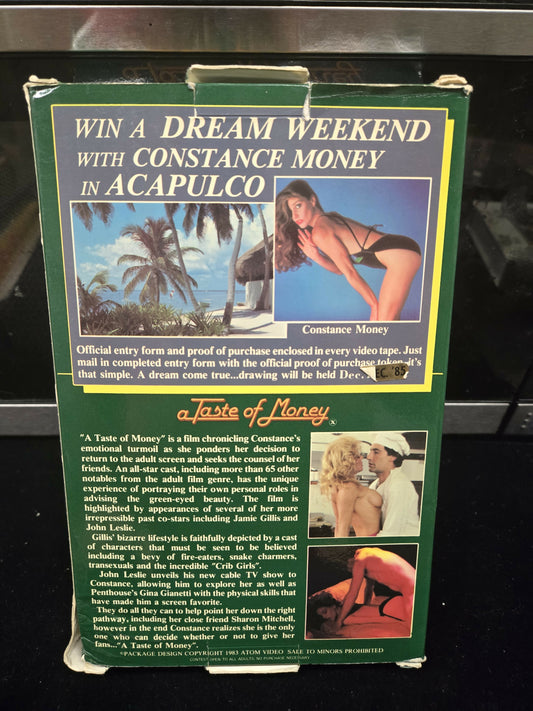 WIN A DREAM WEEKEND
WITH CONSTANCE MONEY
IN ACAPULCO
Constance Money
Official entry form and proof of purchase enclosed in every video tape. Just
mail in completed entry form with the official proof of purchase token-it's
that simple. A dream come true...drawing will be held Dec.
EC. '85
a Taste of Money
"A Taste of Money" is a film chronicling Constance's
emotional turmoil as she ponders her decision to
return to the adult screen and seeks the counsel of her
friends. An all-star cast, including more than 65 other
notables from the adult film genre, has the unique
experience of portraying their own personal roles in
advising the green-eyed beauty. The film is
highlighted by appearances of several of her more
irrepressible past co-stars including Jamie Gillis and
John Leslie.
Gillis' bizarre lifestyle is faithfully depicted by a cast
of characters that must be seen to be believed
including a bevy of fire-eaters, snake charmers,
transexuals and the incredible "Crib Girls".
John Leslie unveils his new cable TV show to
Constance, allowing him to explore her as well as
Penthouse's Gina Gianetti with the physical skills that
have made him a screen favorite.
They do all they can to help point her down the right
pathway, including her close friend Sharon Mitchell,
however in the end Constance realizes she is the only
one who can decide whether or not to give her
fans..."A Taste of Money".
©PACKAGE DESIGN COPYRIGHT 1983 ATOM VIDEO SALE TO MINORS PROHIBITED
CONTEST OPEN TO ALL ADULTS. NO PURCHASE NECESSARY